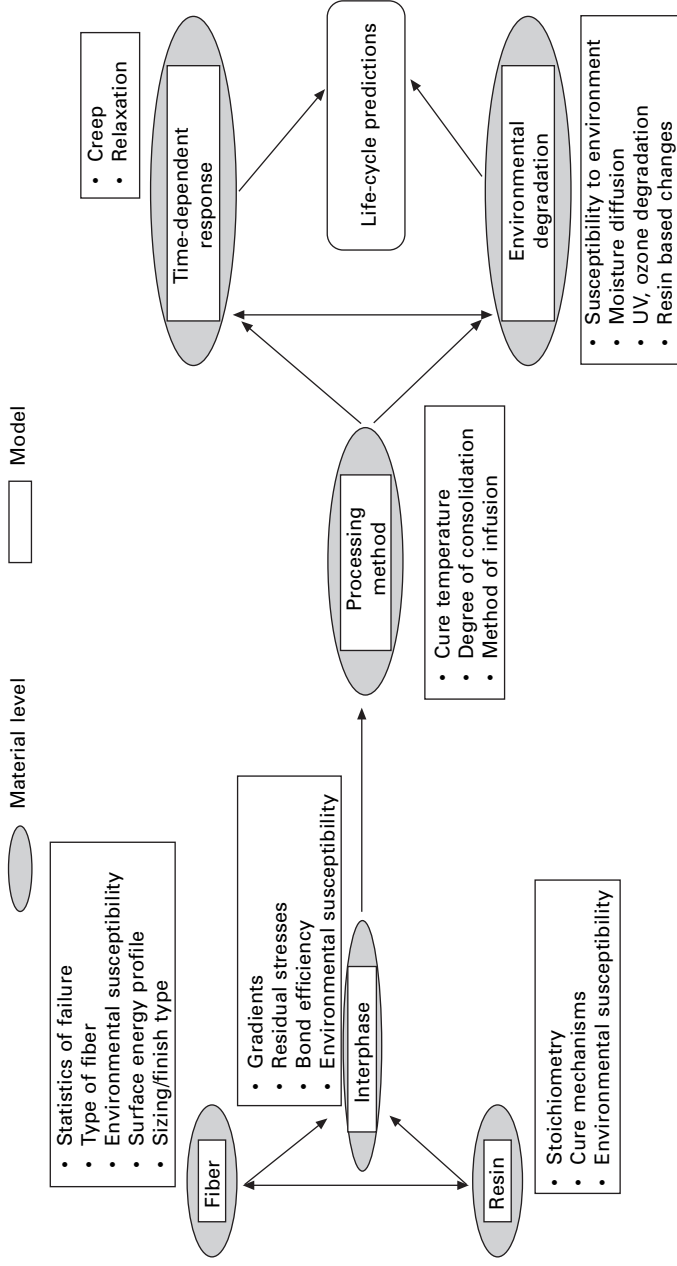 Material level
Model
• Statistics of failure
• Type of fiber
• Environmental susceptibility
• Surface energy profile
• Sizing/finish type
Fiber
• Gradients
• Residual stresses
• Bond efficiency
• Environmental susceptibility
Interphase
Resin
• Stoichiometry
• Cure mechanisms
• Environmental susceptibility
Processing
method
• Cure temperature
• Degree of consolidation
• Method of infusion
• Creep
• Relaxation
Time-dependent
response
Life-cycle predictions
Environmental
degradation
• Susceptibility to environment
• Moisture diffusion
• UV, ozone degradation
• Resin based changes